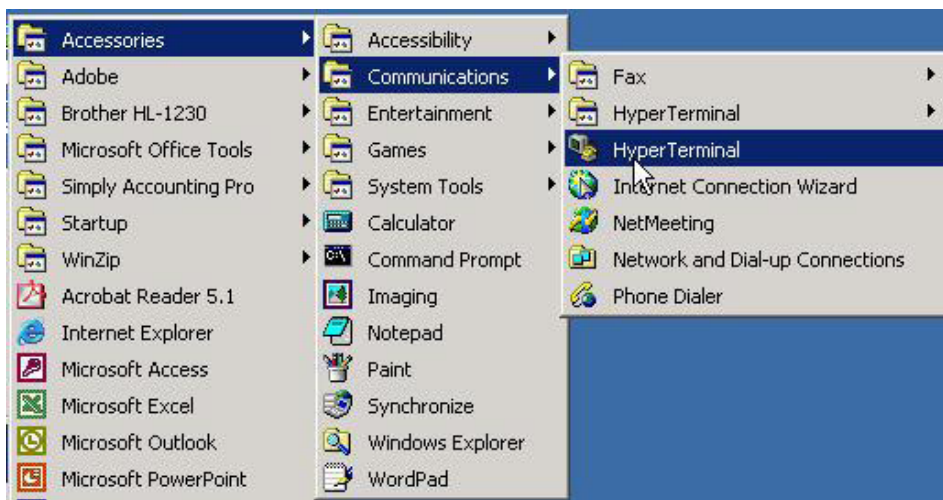 Accessories
Adobe
Brother HL-1230
Microsoft Office Tools
Simply Accounting Pro
Startup
WinZip
Acrobat Reader 5.1
Internet Explorer
Microsoft Access
Microsoft Excel
Microsoft Outlook
Microsoft PowerPoint
Accessibility
Communications
Entertainment
Games
System Tools
Calculator
Command Prompt
Imaging
Notepad
Paint
Synchronize
Windows Explorer
WordPad
Fax
HyperTerminal
HyperTerminal
Internet Connection Wizard
NetMeeting
Network and Dial-up Connections
Phone Dialer